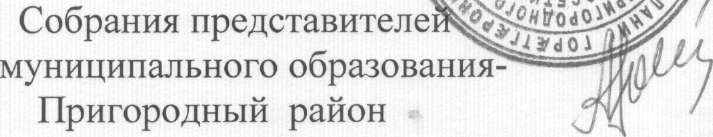 Собрания представителей
муниципального образования-
Пригородный район